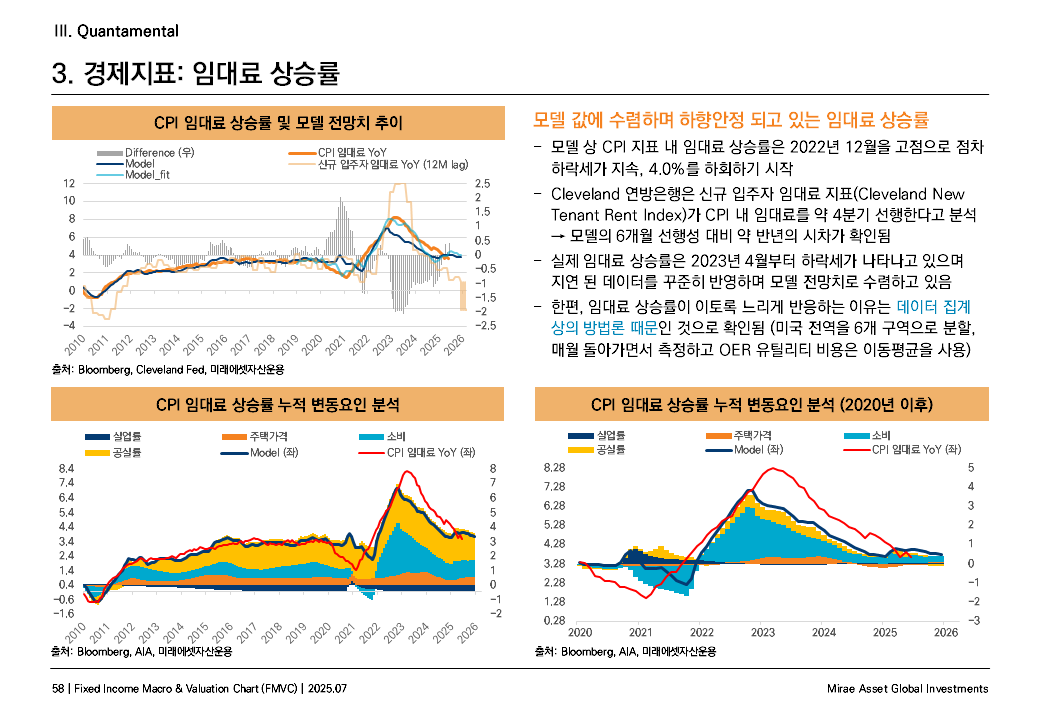 III. Quantamental
3. 경제지표: 임대료 상승률
CPI 임대료 상승률 및 모델 전망치 추이
Difference (우)
CPI 임대료 YoY
Model
신규 입주자 임대료 YoY (12M lag)
Model_fit
12
10
8
6
4
2
0
−2
−4
2.5
2
1.5
1
0.5
0
−0.5
−1
−1.5
−2
−2.5
2010 2011 2012 2013 2014 2015 2016 2017 2018 2019 2020 2021 2022 2023 2024 2025 2026
출처: Bloomberg, Cleveland Fed, 미래에셋자산운용
모델 값에 수렴하며 하향안정 되고 있는 임대료 상승률
− 모델 상 CPI 지표 내 임대료 상승률은 2022년 12월을 고점으로 점차
하락세가 지속, 4.0%를 하회하기 시작
− Cleveland 연방은행은 신규 입주자 임대료 지표(Cleveland New
Tenant Rent Index)가 CPI 내 임대료를 약 4분기 선행한다고 분석
→ 모델의 6개월 선행성 대비 약 반년의 시차가 확인됨
− 실제 임대료 상승률은 2023년 4월부터 하락세가 나타나고 있으며
지연 된 데이터를 꾸준히 반영하며 모델 전망치로 수렴하고 있음
− 한편, 임대료 상승률이 이토록 느리게 반응하는 이유는 데이터 집계
상의 방법론 때문인 것으로 확인됨 (미국 전역을 6개 구역으로 분할,
매월 돌아가면서 측정하고 OER 유틸리티 비용은 이동평균을 사용)
CPI 임대료 상승률 누적 변동요인 분석
실업률
주택가격
소비
공실률
Model (좌)
CPI 임대료 YoY (좌)
8.4
7.4
6.4
5.4
4.4
3.4
2.4
1.4
0.4
−0.6
−1.6
8
7
6
5
4
3
2
1
0
−1
−2
2010 2011 2012 2013 2014 2015 2016 2017 2018 2019 2020 2021 2022 2023 2024 2025 2026
출처: Bloomberg, AIA, 미래에셋자산운용
CPI 임대료 상승률 누적 변동요인 분석 (2020년 이후)
실업률
주택가격
소비
공실률
Model (좌)
CPI 임대료 YoY (좌)
8.28
7.28
6.28
5.28
4.28
3.28
2.28
1.28
0.28
5
4
3
2
1
0
−1
−2
−3
2020 2021 2022 2023 2024 2025 2026
출처: Bloomberg, AIA, 미래에셋자산운용
58 | Fixed Income Macro & Valuation Chart (FMVC) | 2025.07
Mirae Asset Global Investments